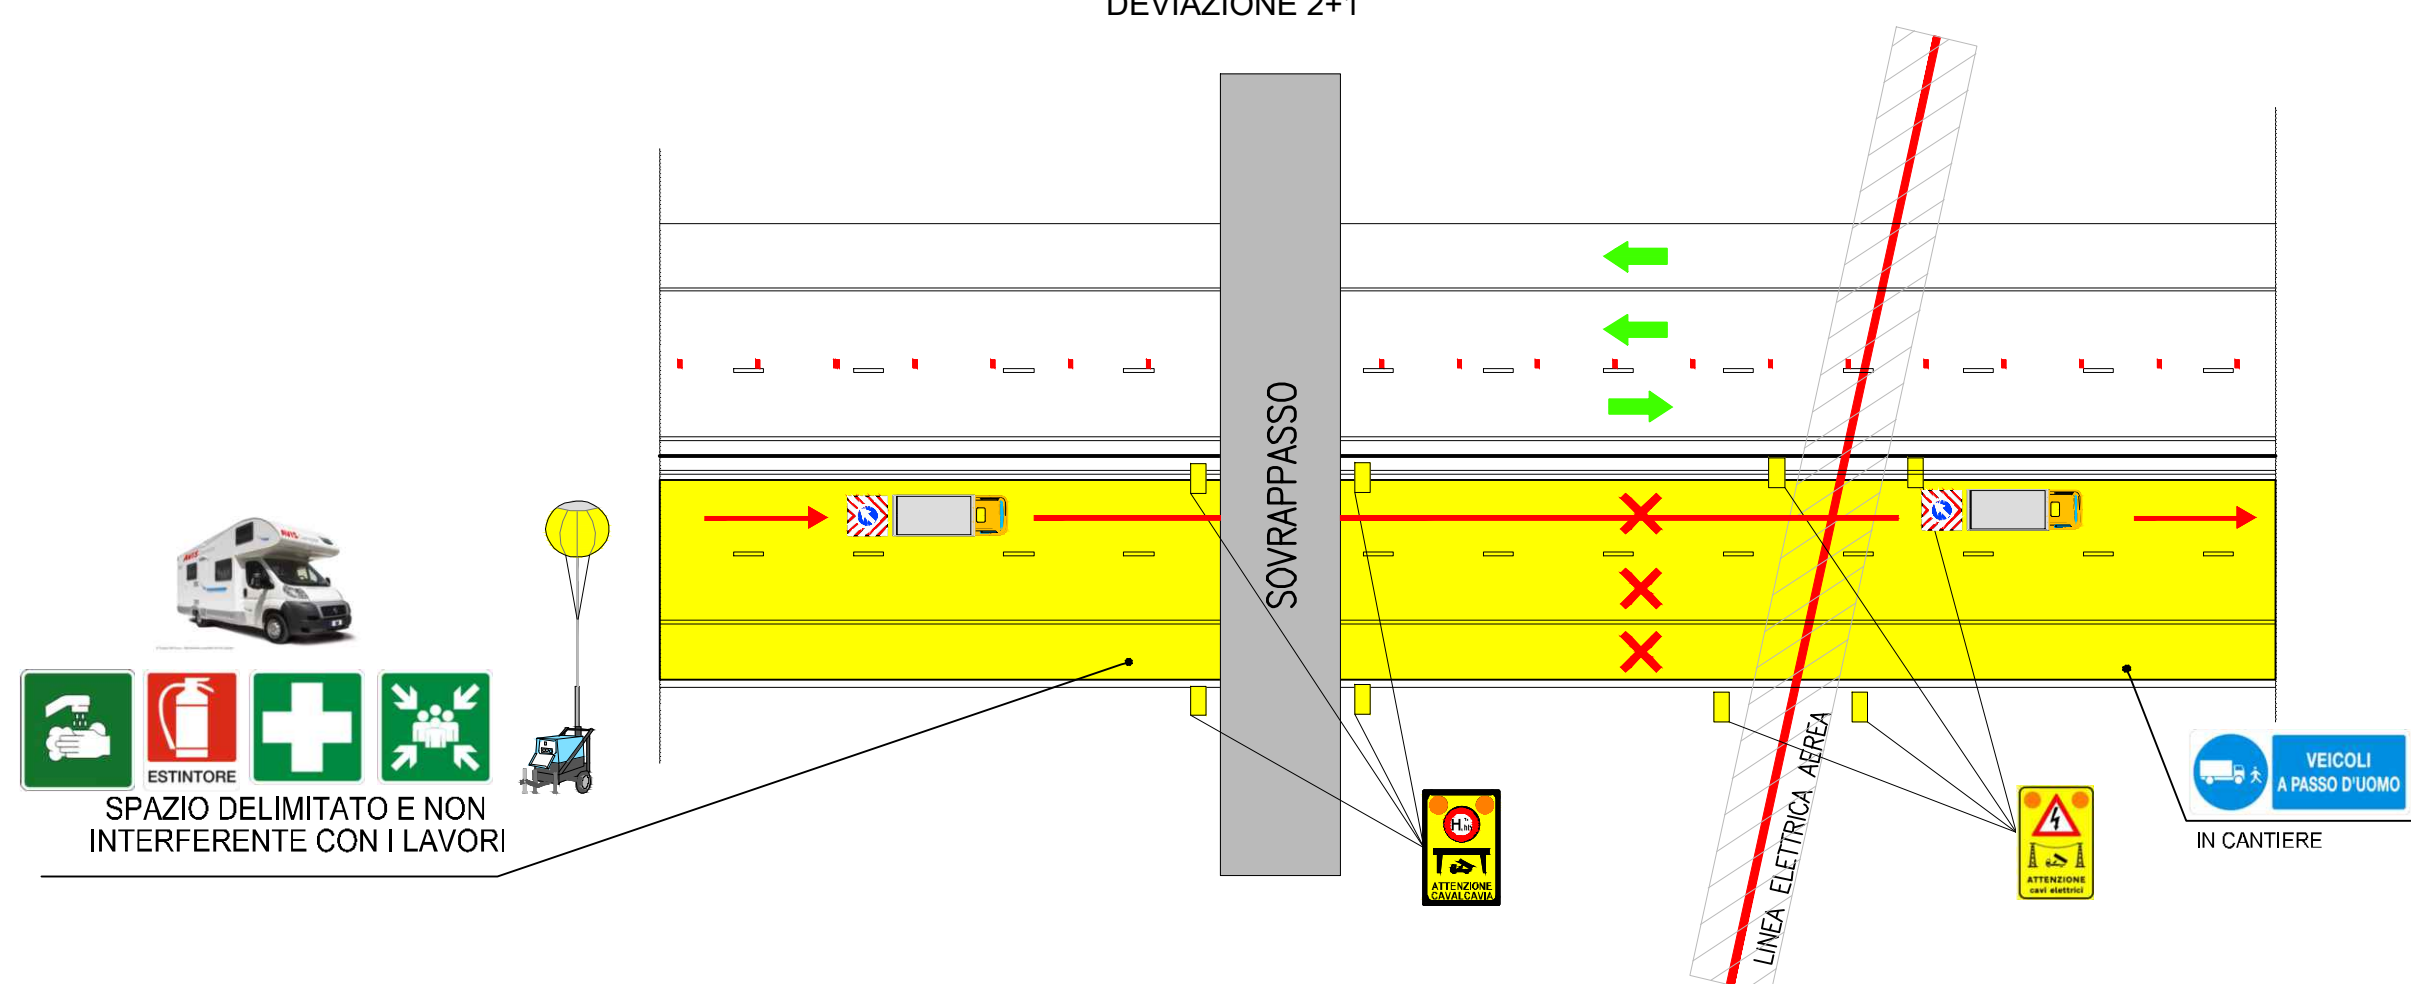 DEVIAZIONE 2+1
SOVRAPPASSO
LINEA ELETTRICA AEREA
AVIS
ESTINTORE
SPAZIO DELIMITATO E NON
INTERFERENTE CON I LAVORI
ATTENZIONE
CAVALCAVIA
ATTENZIONE
cavi elettrici
VEICOLI
A PASSO D'UOMO
IN CANTIERE